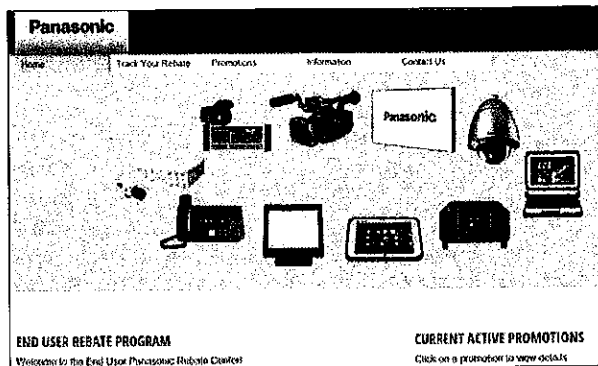 Panasonic
Home Track Your Rebate Promotions Information Contact Us
Panasonic
END USER REBATE PROGRAM
Welcome to the End User Panasonic Rebate Center!
CURRENT ACTIVE PROMOTIONS
Click on a promotion to view details